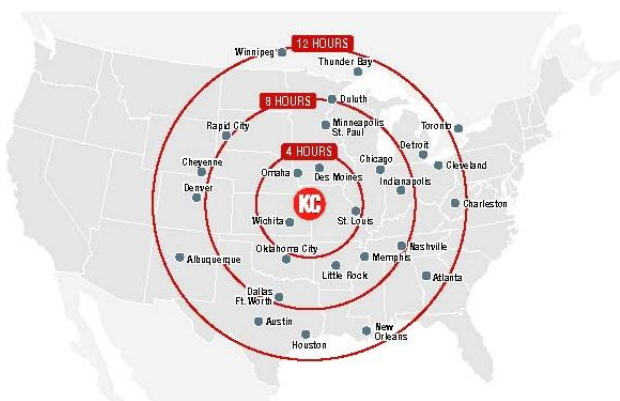 12 HOURS
Winnipeg
Thunder Bay
8 HOURS
Duluth
Rapid City
Minneapolis
St. Paul
Toronto
4 HOURS
Detroit
Cheyenne
Omaha
Des Moines
Chicago
Cleveland
Denver
Indianapolis
KC
Charleston
Wichita
St. Louis
Oklahoma City
Nashville
Albuquerque
Memphis
Little Rock
Atlanta
Dallas
Ft. Worth
Austin
New
Orleans
Houston